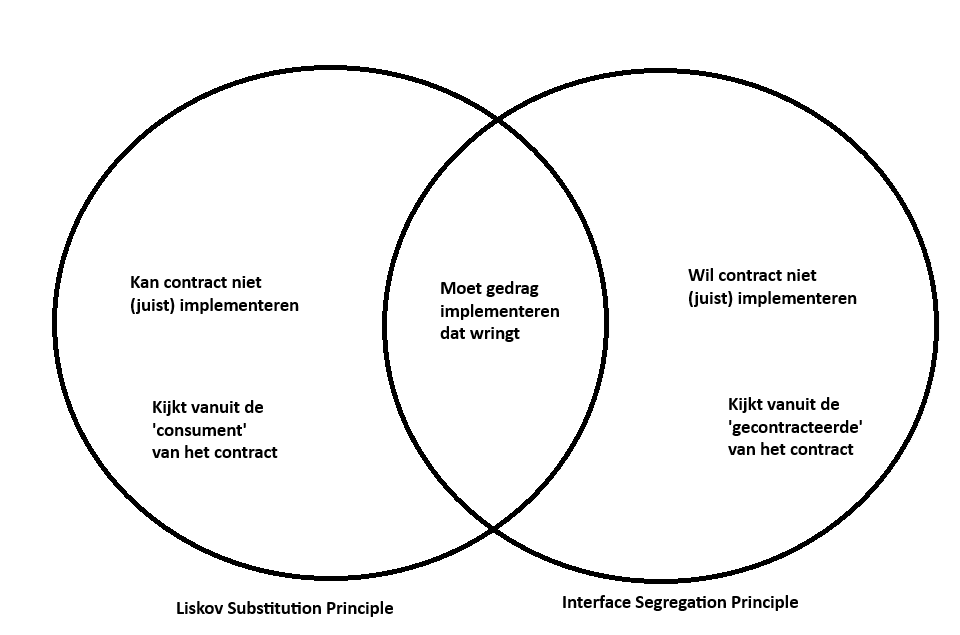 Kan contract niet
(juist) implementeren
Kijkt vanuit de
'consument'
van het contract
Moet gedrag
implementeren
dat wringt
Wil contract niet
(juist) implementeren
Kijkt vanuit de
'gecontracteerde'
van het contract
Liskov Substitution Principle
Interface Segregation Principle